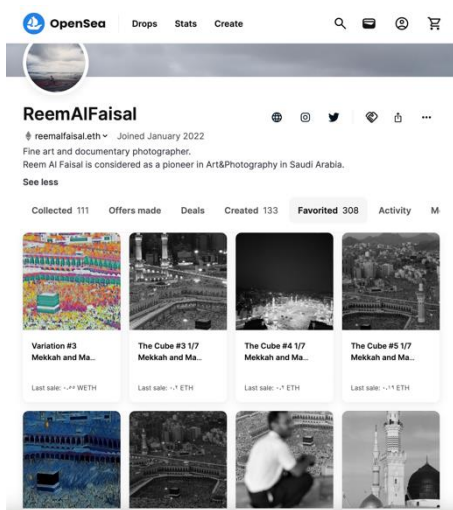 OpenSea Drops Stats Create
ReemAlFaisal
reemalfaisal.eth Joined January 2022
Fine art and documentary photographer.
Reem Al Faisal is considered as a pioneer in Art&Photography in Saudi Arabia.
See less
Collected 111 Offers made Deals Created 133 Favorited 308 Activity
Variation #3 The Cube #3 1/7 The Cube #4 1/7 The Cube #5 1/7
Mekkah and Ma... Mekkah and Ma... Mekkah and Ma... Mekkah and Ma...
Last sale: WETH Last sale: ETH Last sale: ETH Last sale: ETH